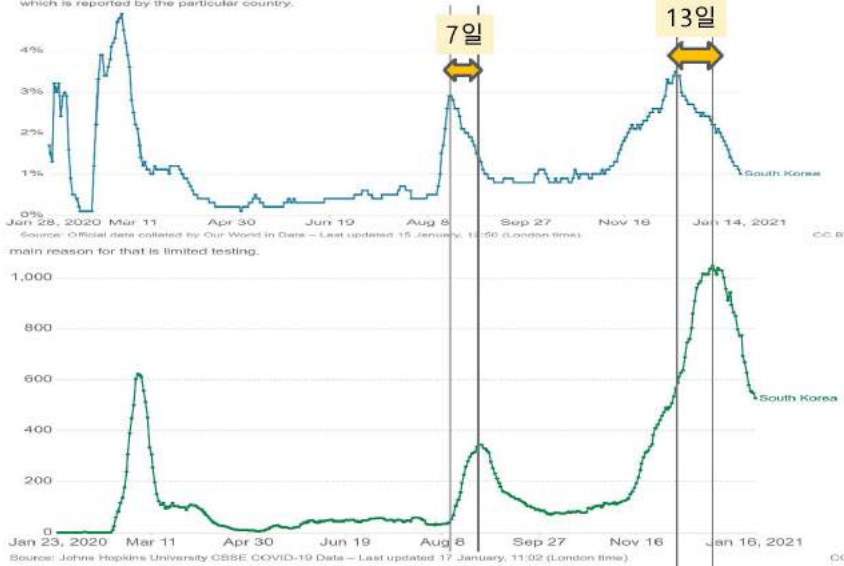 which is reported by the particular country.
7일
13일
4%
3%
2%
1%
0%
South Korea
Jan 28, 2020 Mar 11 Apr 30 Jun 19 Aug 8 Sep 27 Nov 16 Jan 14, 2021
Source: Official data collated by Our World in Data – Last updated 15 January, (London time)
main reason for that is limited testing.
1,000
800
600
400
200
0
South Korea
Jan 23, 2020 Mar 11 Apr 30 Jun 19 Aug 8 Sep 27 Nov 16 Jan 16, 2021
Source: Johns Hopkins University CSSE COVID-19 Data – Last updated 17 January, 11:02 (London time)
CC